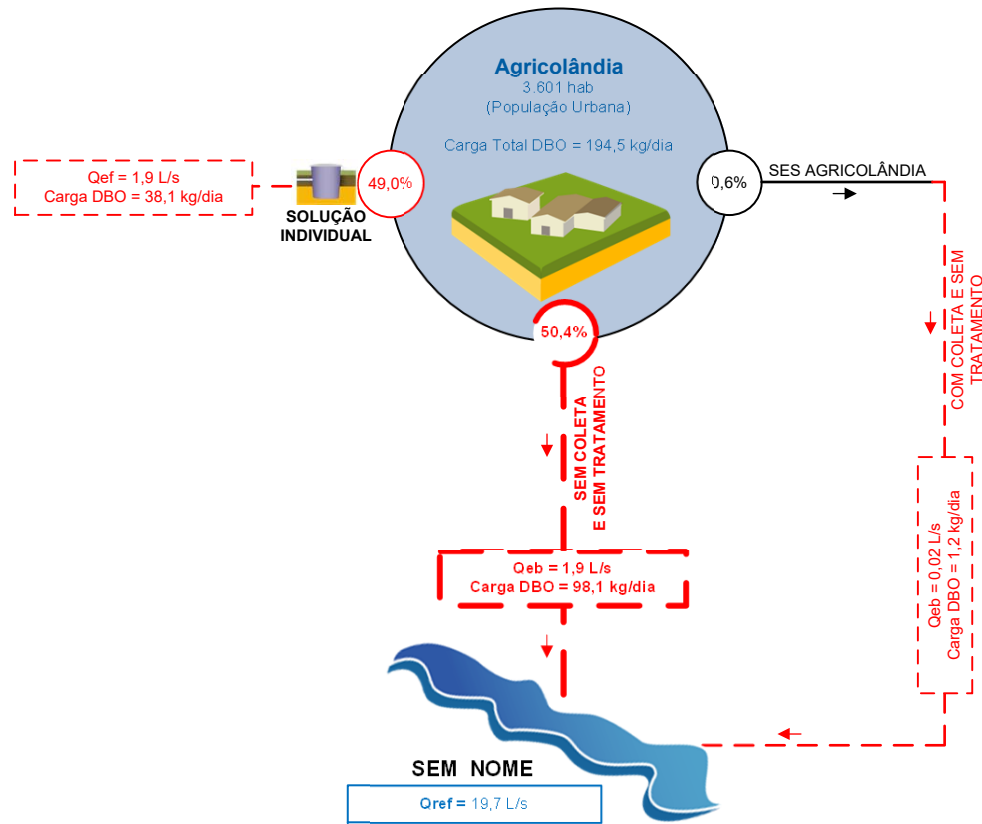 Agricolândia
3.601 hab
(População Urbana)
Carga Total DBO = 194,5 kg/dia
Qef = 1,9 L/s
Carga DBO = 38,1 kg/dia
49,0%
SOLUÇÃO
INDIVIDUAL
0,6%
SES AGRICOLÂNDIA
COM COLETA E SEM
TRATAMENTO
50,4%
SEM COLETA
E SEM TRATAMENTO
Qeb = 0,02 L/s
Carga DBO = 1,2 kg/dia
Qeb = 1,9 L/s
Carga DBO = 98,1 kg/dia
SEM NOME
Qref = 19,7 L/s